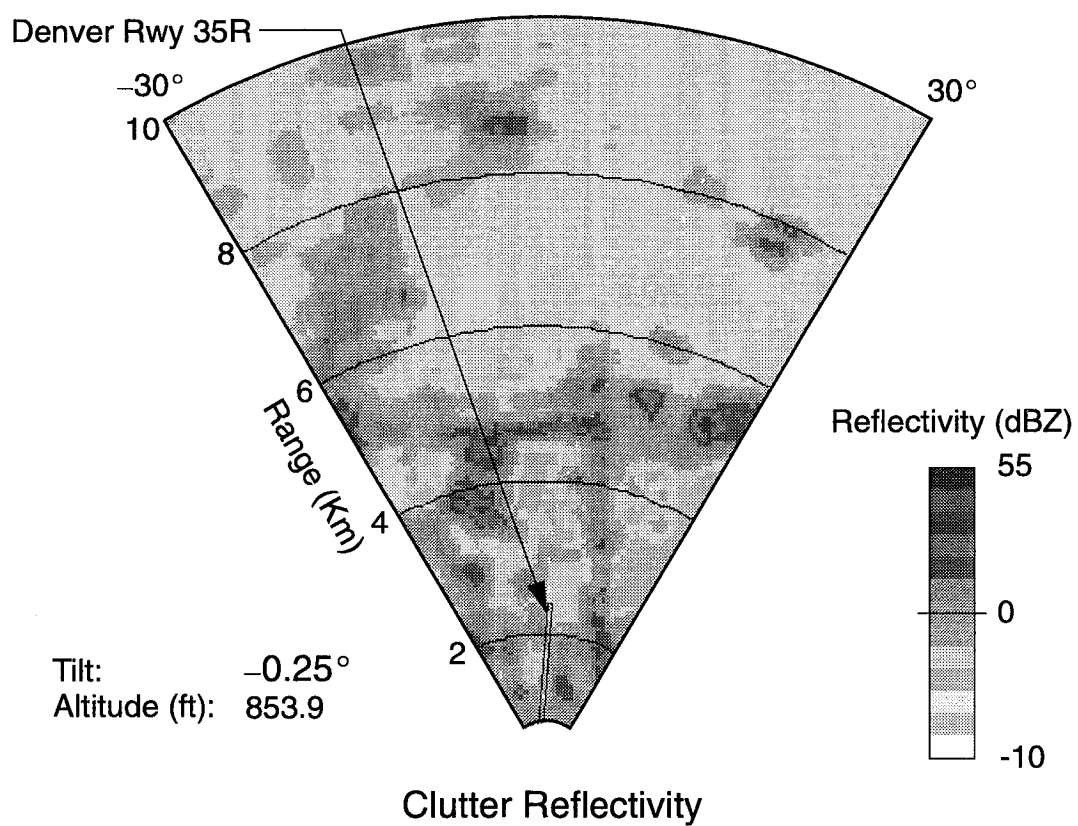 Denver Rwy 35R
−30°
30°
10
8
6
4
2
Range (Km)
Reflectivity (dBZ)
55
0
-10
Tilt: −0.25°
Altitude (ft): 853.9
Clutter Reflectivity